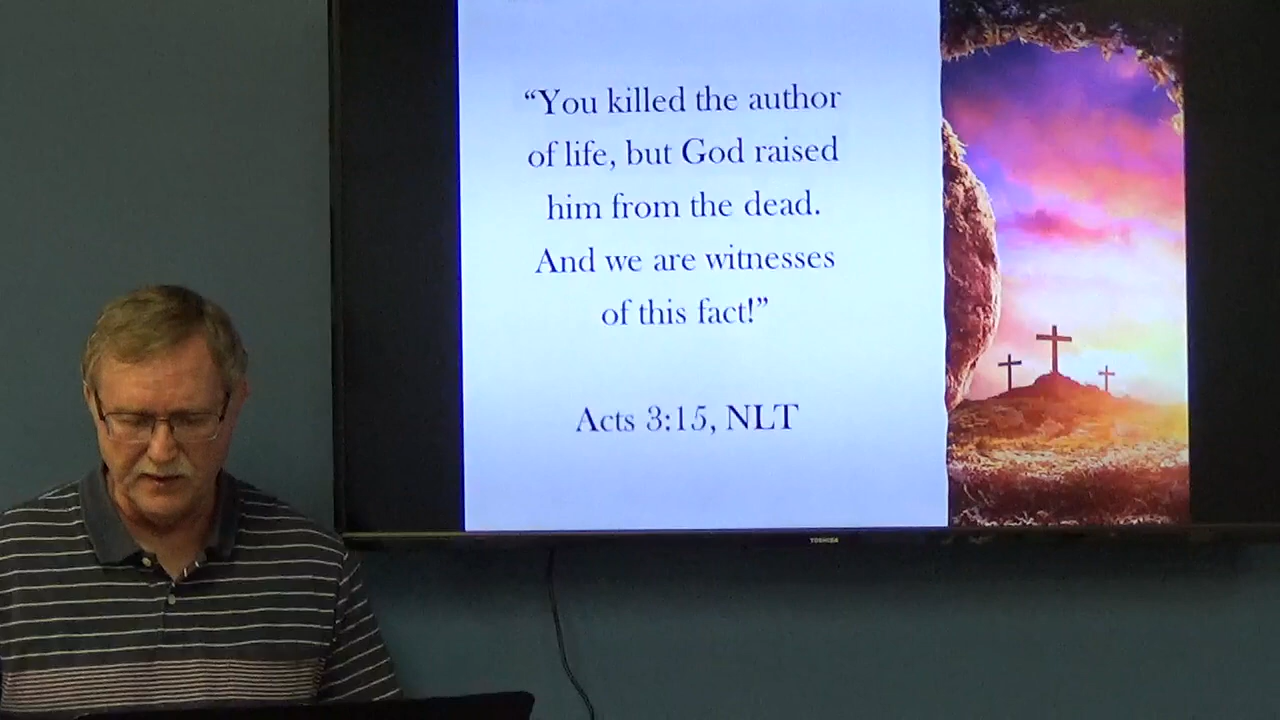 “You killed the author
of life, but God raised
him from the dead.
And we are witnesses
of this fact!”
Acts 3:15, NLT
TOSHIBA